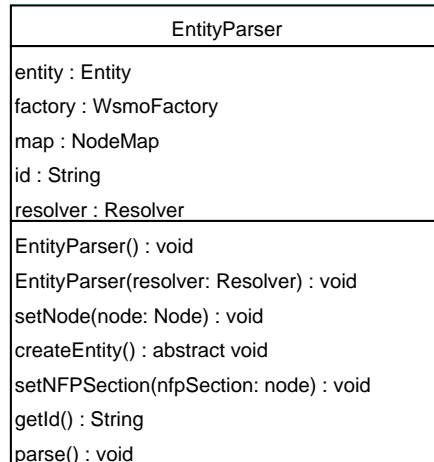 EntityParser
entity : Entity
factory : WsmoFactory
map : NodeMap
id : String
resolver : Resolver
EntityParser() : void
EntityParser(resolver: Resolver) : void
setNode(node: Node) : void
createEntity() : abstract void
setNFPSection(nfpSection: node) : void
getId() : String
parse() : void